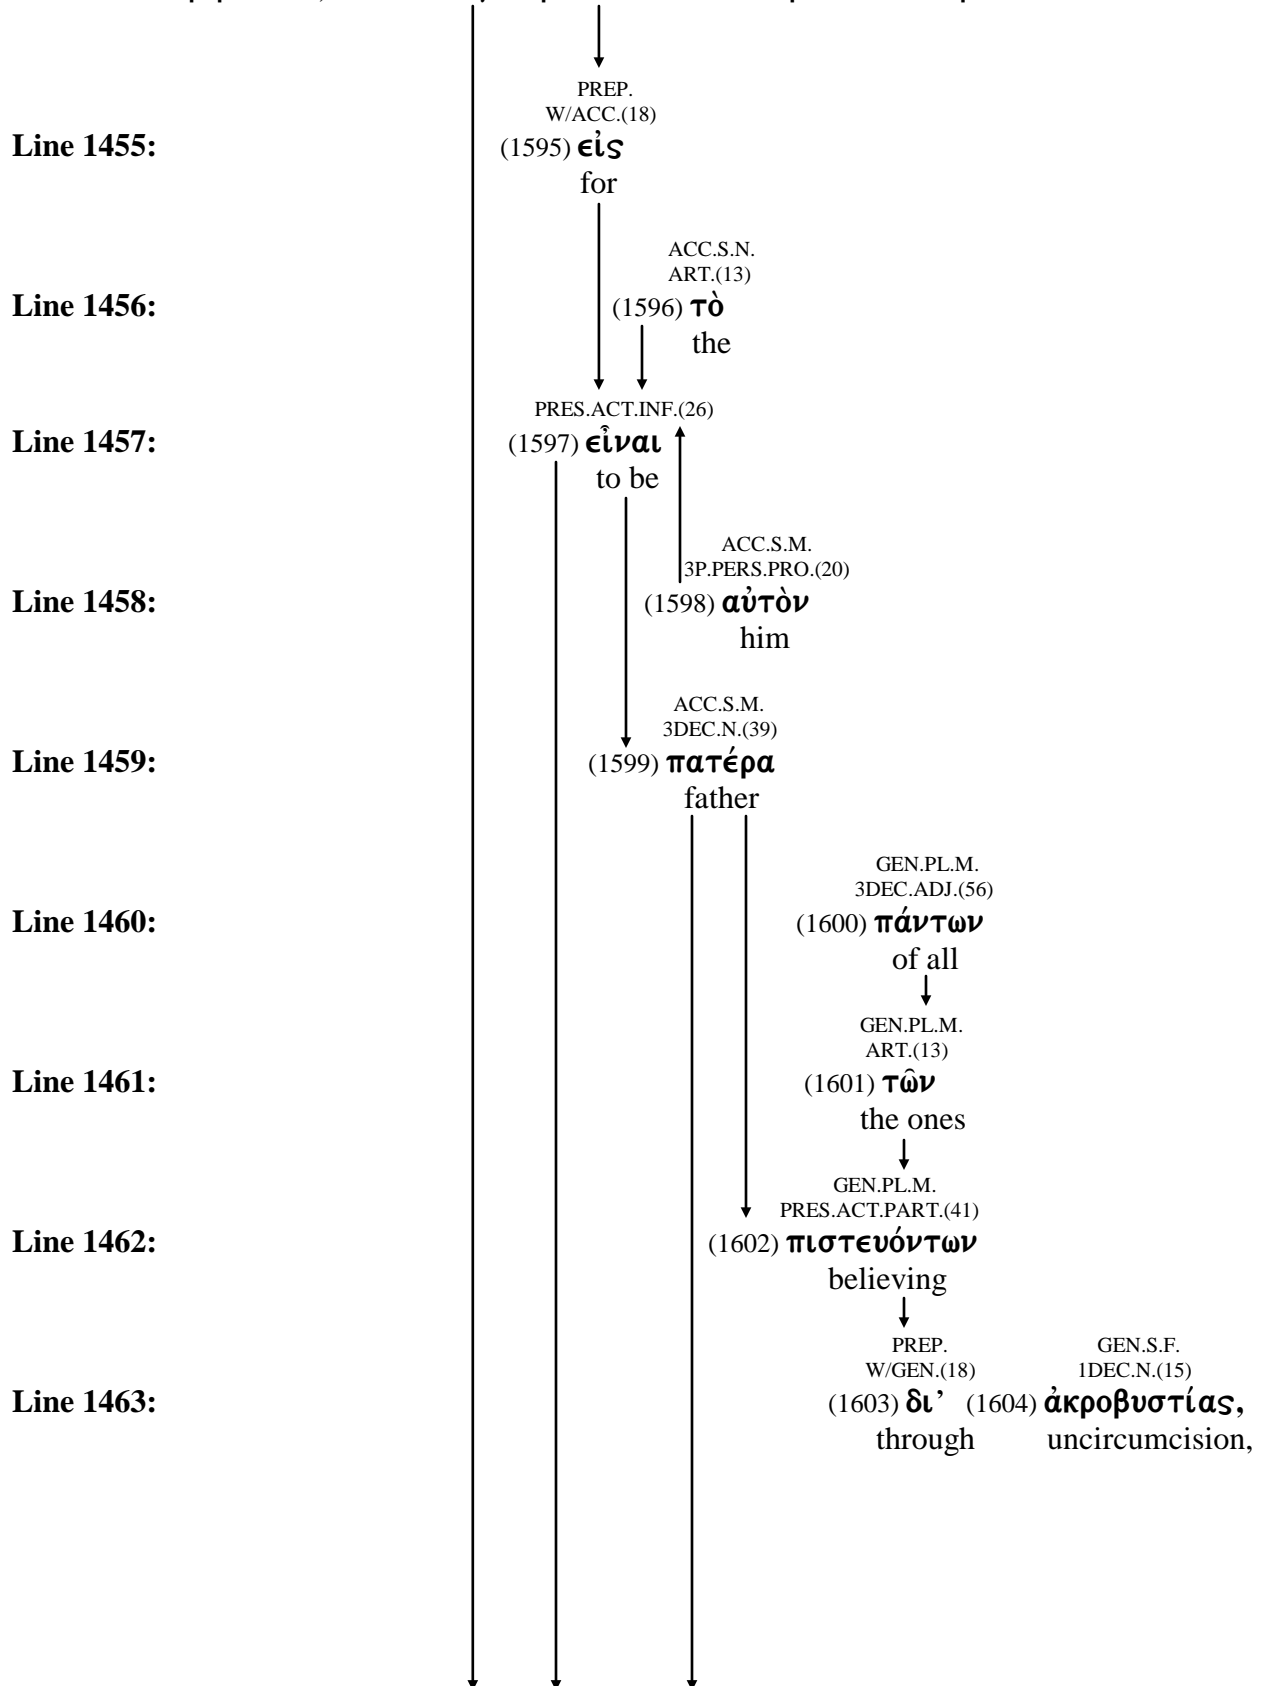 PREP.
W/ACC.(18)
Line 1455: (1595) εἰς
for
ACC.S.N.
ART.(13)
Line 1456: (1596) τὸ
the
PRES.ACT.INF.(26)
Line 1457: (1597) εἶναι
to be
ACC.S.M.
3P.PERS.PRO.(20)
Line 1458: (1598) αὐτὸν
him
ACC.S.M.
3DEC.N.(39)
Line 1459: (1599) πατέρα
father
GEN.PL.M.
3DEC.ADJ.(56)
Line 1460: (1600) πάντων
of all
GEN.PL.M.
ART.(13)
Line 1461: (1601) τῶν
the ones
GEN.PL.M.
PRES.ACT.PART.(41)
Line 1462: (1602) πιστευόντων
believing
PREP. GEN.S.F.
W/GEN.(18) 1DEC.N.(15)
Line 1463: (1603) δι’ (1604) ἀκροβυστίας,
through uncircumcision,